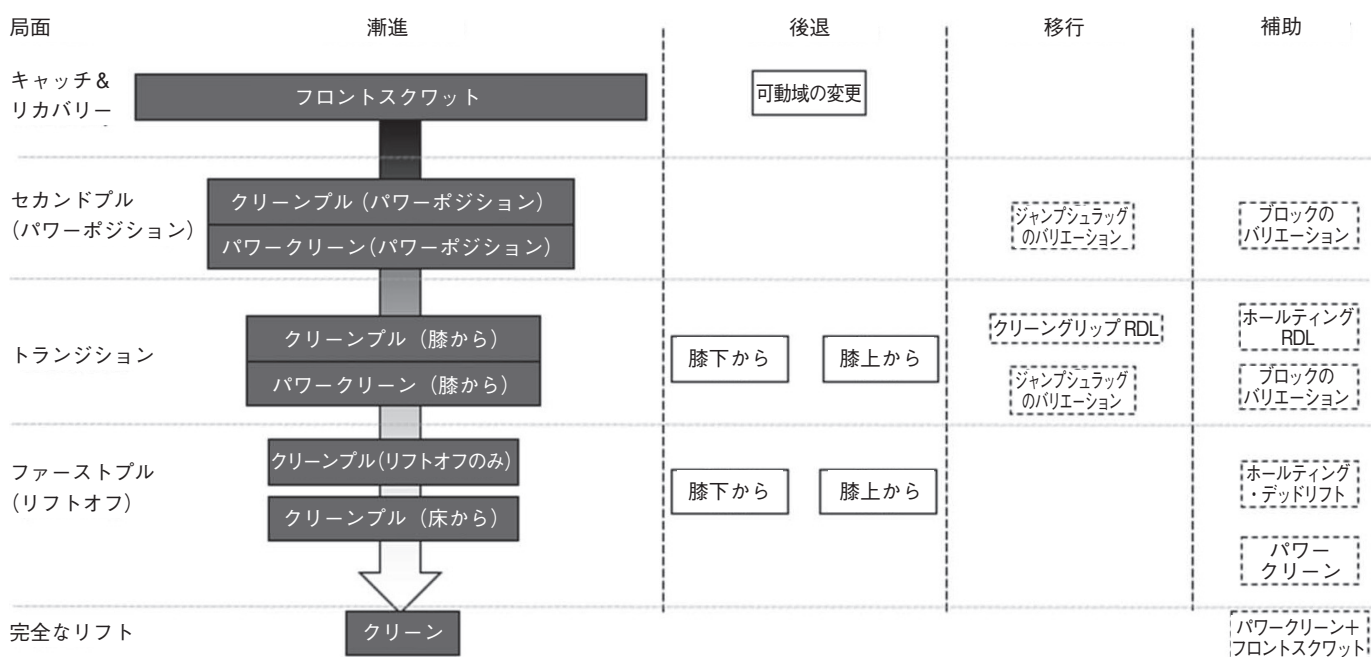 局面 漸進 後退 移行 補助
キャッチ&
リカバリー
フロントスクワット
可動域の変更
セカンドプル
(パワーポジション)
クリーンプル(パワーポジション)
パワークリーン(パワーポジション)
ジャンプシュラッグ
のバリエーション
ブロックの
バリエーション
トランジション
クリーンプル(膝から)
パワークリーン(膝から)
膝下から
膝上から
クリーングリップ RDL
ジャンプシュラッグ
のバリエーション
ホールティング
RDL
ブロックの
バリエーション
ファーストプル
(リフトオフ)
クリーンプル(リフトオフのみ)
クリーンプル(床から)
膝下から
膝上から
ホールティング
・デッドリフト
パワー
クリーン
完全なリフト
クリーン
パワークリーン+
フロントスクワット